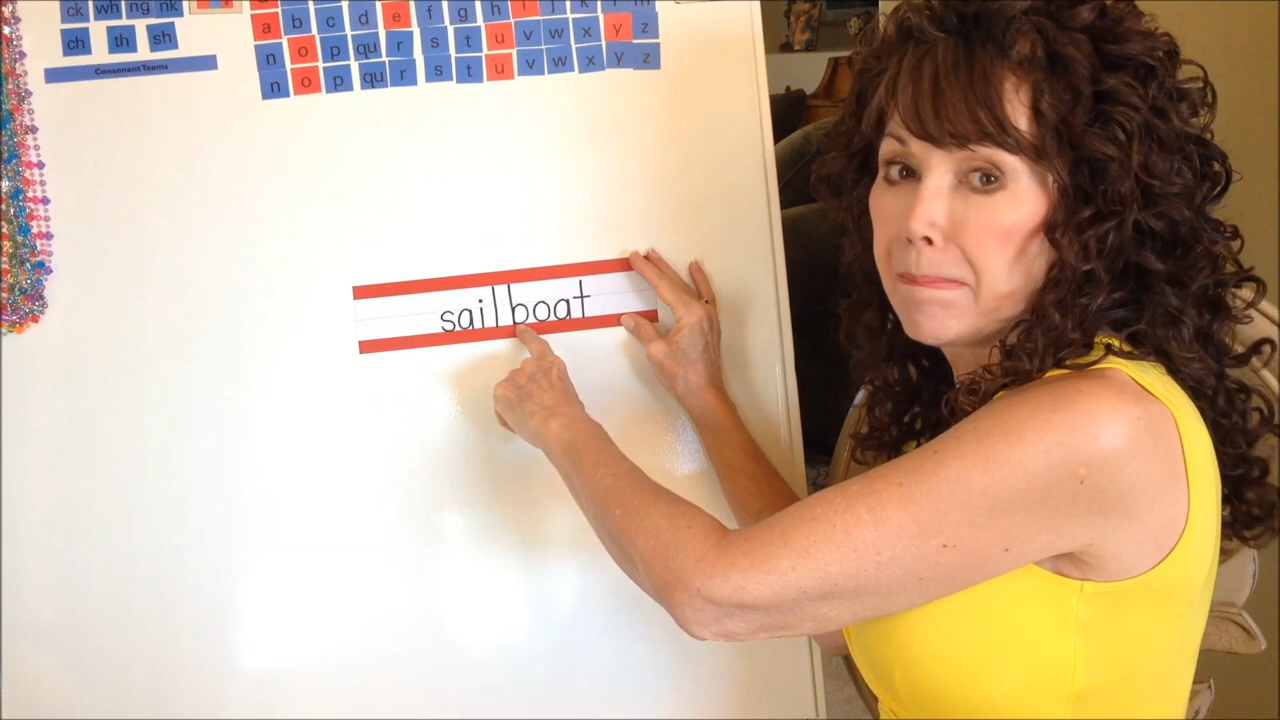 ck wh ng nk
ch th sh
Consonant Teams
a b c d e f g h i j k l m
n o p qu r s t u v w x y z
n o p qu r s t u v w x y z
sailboat